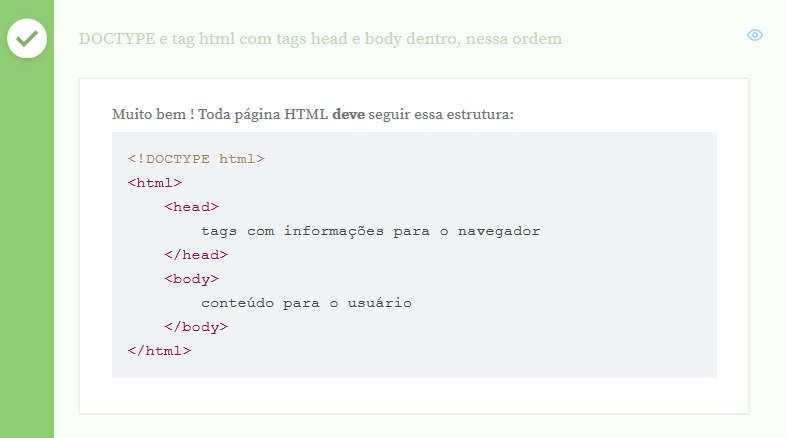 DOCTYPE e tag html com tags head e body dentro, nessa ordem
Muito bem ! Toda página HTML deve seguir essa estrutura:
<!DOCTYPE html>
<html>
    <head>
        tags com informações para o navegador
    </head>
    <body>
        conteúdo para o usuário
    </body>
</html>